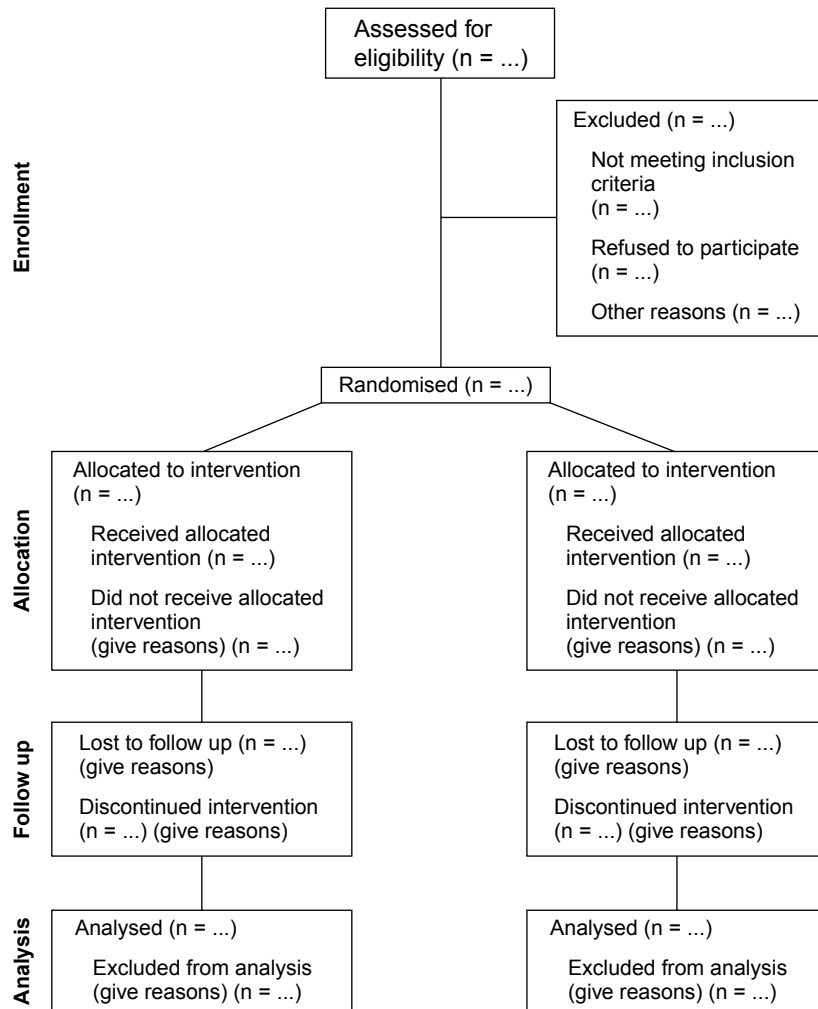 Assessed for
eligibility (n = ...)
Enrollment
Excluded (n = ...)
Not meeting inclusion
criteria
(n = ...)
Refused to participate
(n = ...)
Other reasons (n = ...)
Randomised (n = ...)
Allocation
Allocated to intervention
(n = ...)
Received allocated
intervention (n = ...)
Did not receive allocated
intervention
(give reasons) (n = ...)
Allocated to intervention
(n = ...)
Received allocated
intervention (n = ...)
Did not receive allocated
intervention
(give reasons) (n = ...)
Follow up
Lost to follow up (n = ...)
(give reasons)
Discontinued intervention
(n = ...) (give reasons)
Lost to follow up (n = ...)
(give reasons)
Discontinued intervention
(n = ...) (give reasons)
Analysis
Analysed (n = ...)
Excluded from analysis
(give reasons) (n = ...)
Analysed (n = ...)
Excluded from analysis
(give reasons) (n = ...)